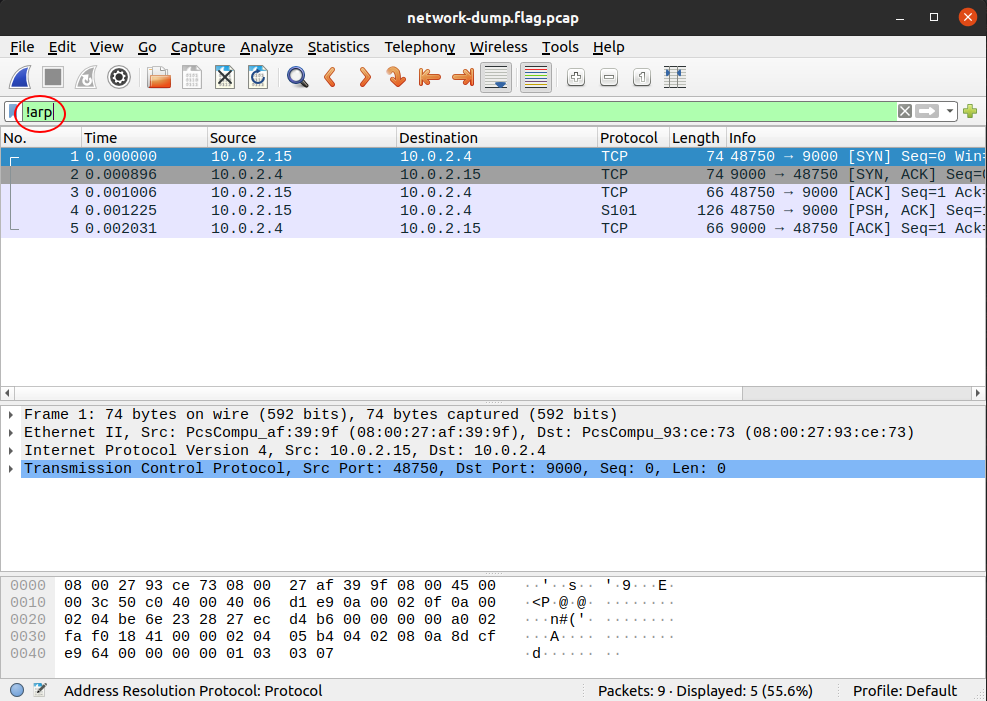 network-dump.flag.pcap
File Edit View Go Capture Analyze Statistics Telephony Wireless Tools Help
!arp
No. Time Source Destination Protocol Length Info
1 0.000000 10.0.2.15 10.0.2.4 TCP 74 48750 → 9000 [SYN] Seq=0 Win=
2 0.000896 10.0.2.4 10.0.2.15 TCP 74 9000 → 48750 [SYN, ACK] Seq=0
3 0.001006 10.0.2.15 10.0.2.4 TCP 66 48750 → 9000 [ACK] Seq=1 Ack=
4 0.001225 10.0.2.15 10.0.2.4 S101 126 48750 → 9000 [PSH, ACK] Seq=1
5 0.002031 10.0.2.4 10.0.2.15 TCP 66 9000 → 48750 [ACK] Seq=1 Ack=
Frame 1: 74 bytes on wire (592 bits), 74 bytes captured (592 bits)
Ethernet II, Src: PcsCompu_af:39:9f (08:00:27:af:39:9f), Dst: PcsCompu_93:ce:73 (08:00:27:93:ce:73)
Internet Protocol Version 4, Src: 10.0.2.15, Dst: 10.0.2.4
Transmission Control Protocol, Src Port: 48750, Dst Port: 9000, Seq: 0, Len: 0
0000 08 00 27 93 ce 73 08 00 27 af 39 9f 08 00 45 00 ··'··s·· '·9···E·
0010 00 3c 50 c0 40 00 40 06 d1 e9 0a 00 02 0f 0a 00 ·<P·@·@· ········
0020 02 04 be 6e 23 28 27 ec d4 b6 00 00 00 00 a0 02 ···n#('· ········
0030 fa f0 18 41 00 00 02 04 05 b4 04 02 08 0a 8d cf ···A···· ········
0040 e9 64 00 00 00 00 01 03 03 07 ·d······ ··
Address Resolution Protocol: Protocol Packets: 9 · Displayed: 5 (55.6%) Profile: Default